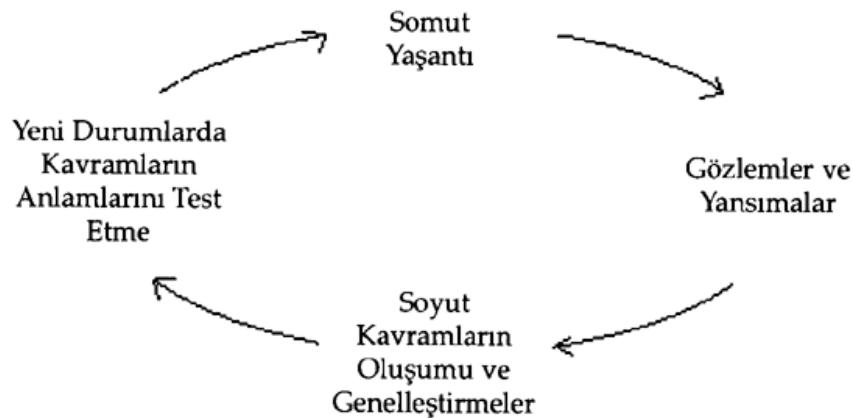 Somut
Yaşantı
Gözlemler ve
Yansımalar
Soyut
Kavramların
Oluşumu ve
Genelleştirmeler
Yeni Durumlarda
Kavramların
Anlamlarını Test
Etme